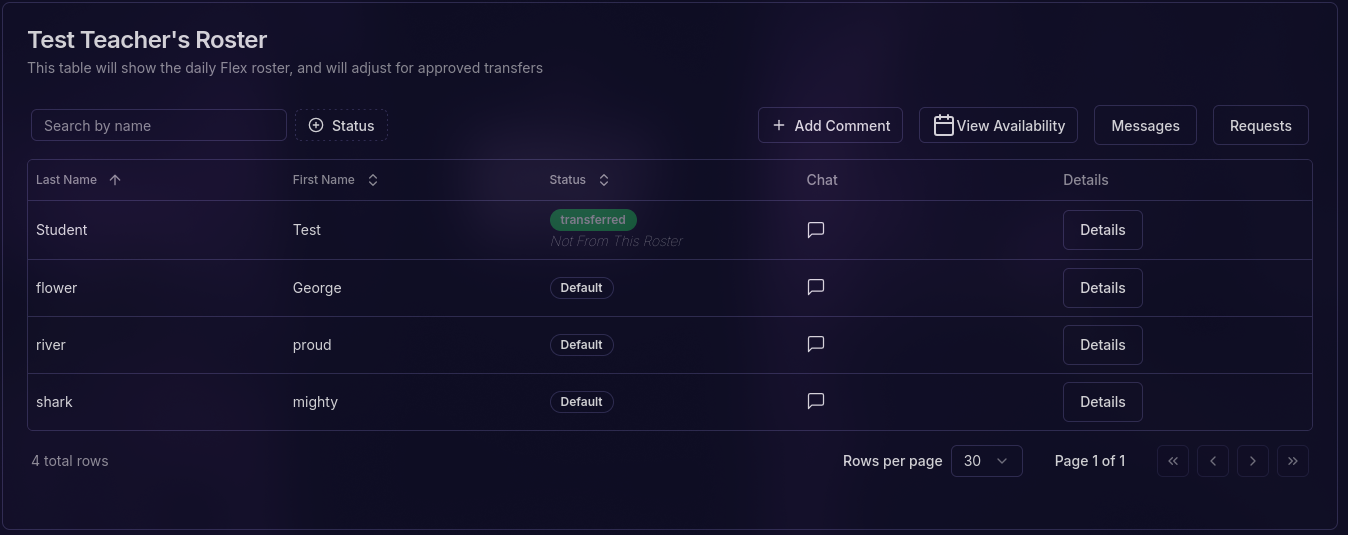 Test Teacher's Roster
This table will show the daily Flex roster, and will adjust for approved transfers
Search by name Status Add Comment View Availability Messages Requests
Last Name First Name Status Chat Details
Student Test transferred Details
Not From This Roster
flower George Default Details
river proud Default Details
shark mighty Default Details
4 total rows Rows per page 30 Page 1 of 1